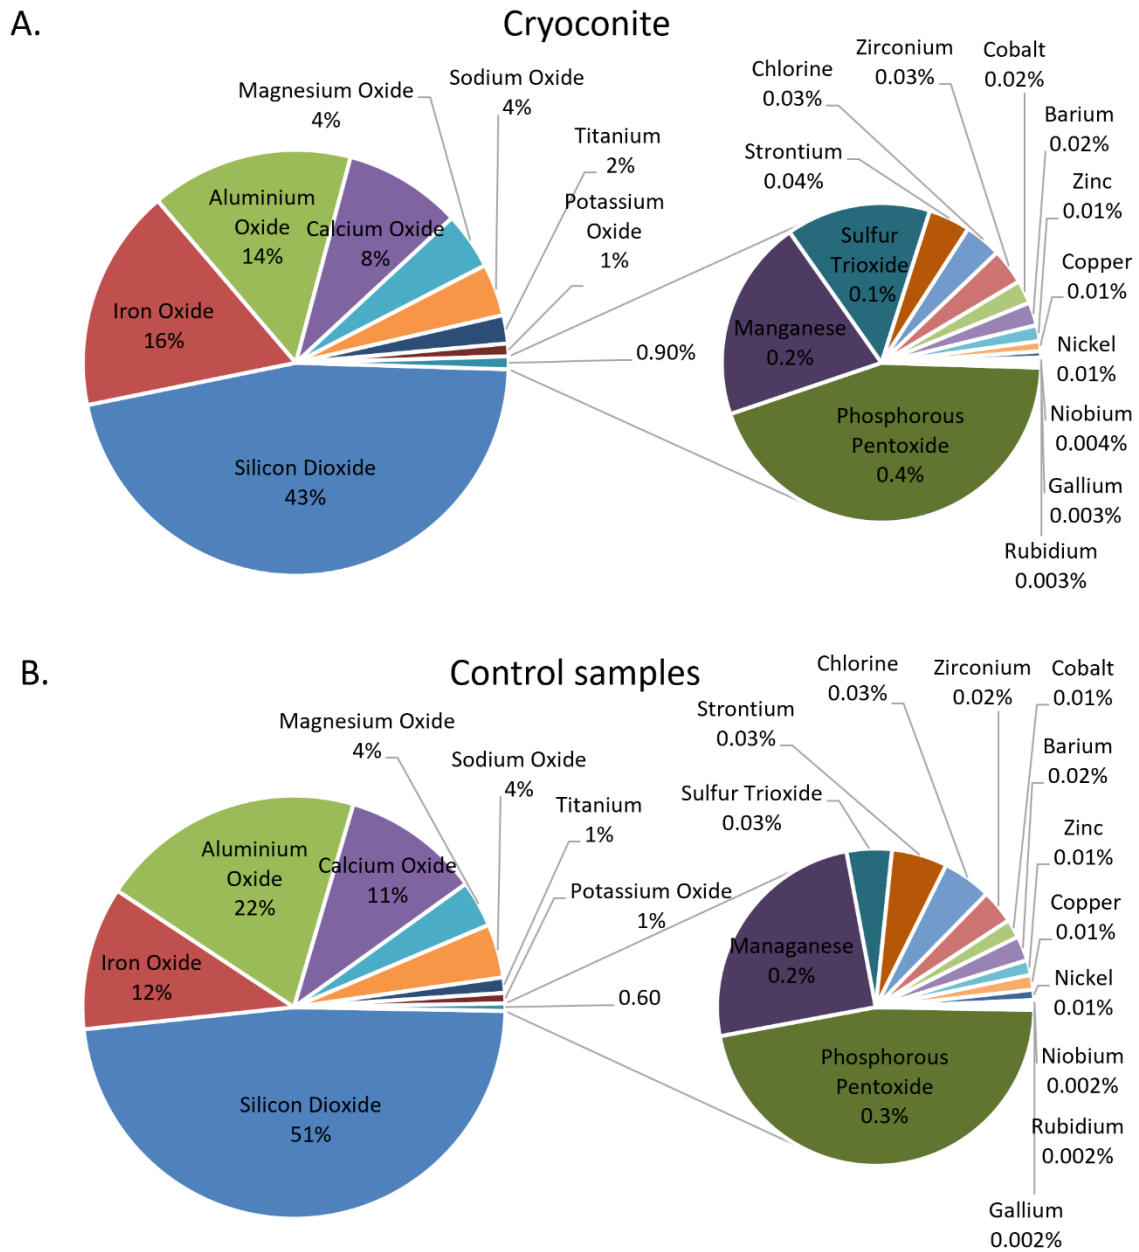 A.
Cryoconite
Magnesium Oxide
4%
Sodium Oxide
4%
Titanium
2%
Potassium
Oxide
1%
Aluminium
Oxide
14%
Calcium Oxide
8%
Iron Oxide
16%
Silicon Dioxide
43%
0.90%
Zirconium
0.03%
Cobalt
0.02%
Chlorine
0.03%
Barium
0.02%
Strontium
0.04%
Zinc
0.01%
Sulfur
Trioxide
0.1%
Copper
0.01%
Manganese
0.2%
Nickel
0.01%
Phosphorous
Pentoxide
0.4%
Niobium
0.004%
Gallium
0.003%
Rubidium
0.003%
B.
Control samples
Magnesium Oxide
4%
Sodium Oxide
4%
Titanium
1%
Potassium Oxide
1%
Aluminium
Oxide
22%
Calcium Oxide
11%
Iron Oxide
12%
Silicon Dioxide
51%
0.60
Chlorine
0.03%
Zirconium
0.02%
Cobalt
0.01%
Strontium
0.03%
Barium
0.02%
Sulfur Trioxide
0.03%
Zinc
0.01%
Copper
0.01%
Managanese
0.2%
Nickel
0.01%
Phosphorous
Pentoxide
0.3%
Niobium
0.002%
Rubidium
0.002%
Gallium
0.002%